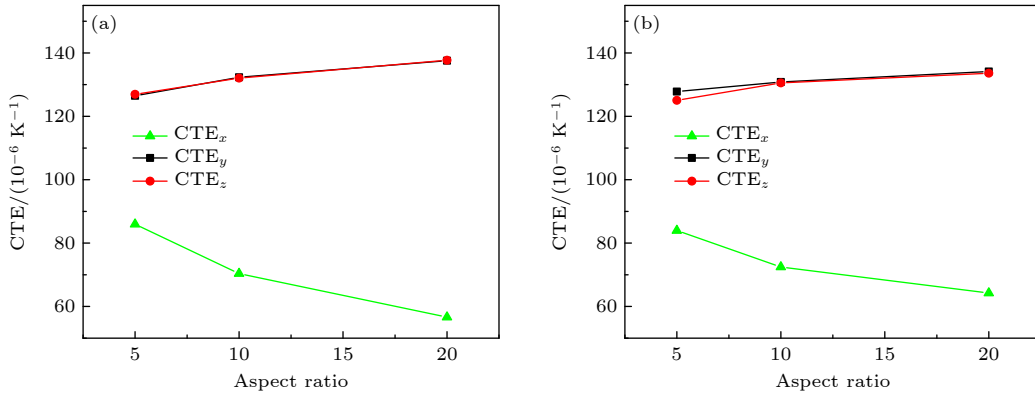 (a)
CTE/(10⁻⁶ K⁻¹)
140
120
100
80
60
CTEₓ
CTEᵧ
CTE_z
5
10
15
20
Aspect ratio
(b)
CTE/(10⁻⁶ K⁻¹)
140
120
100
80
60
CTEₓ
CTEᵧ
CTE_z
5
10
15
20
Aspect ratio